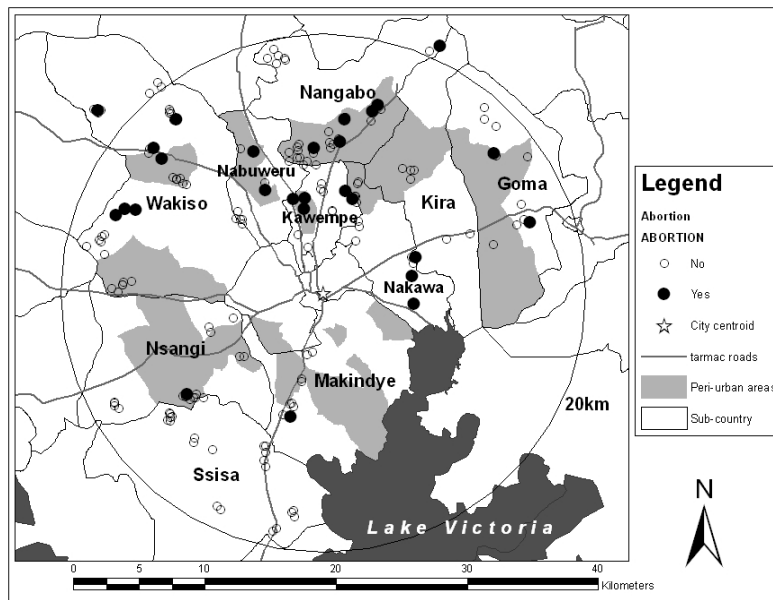 Nangabo
Nabuweru
Goma
Wakiso
Kawempe
Kira
Nakawa
Nsangi
Makindye
20km
Ssisa
Lake Victoria
0 10 20 30 40
Kilometers
Legend
Abortion
ABORTION
No
Yes
City centroid
tarmac roads
Peri-urban areas
Sub-country
N